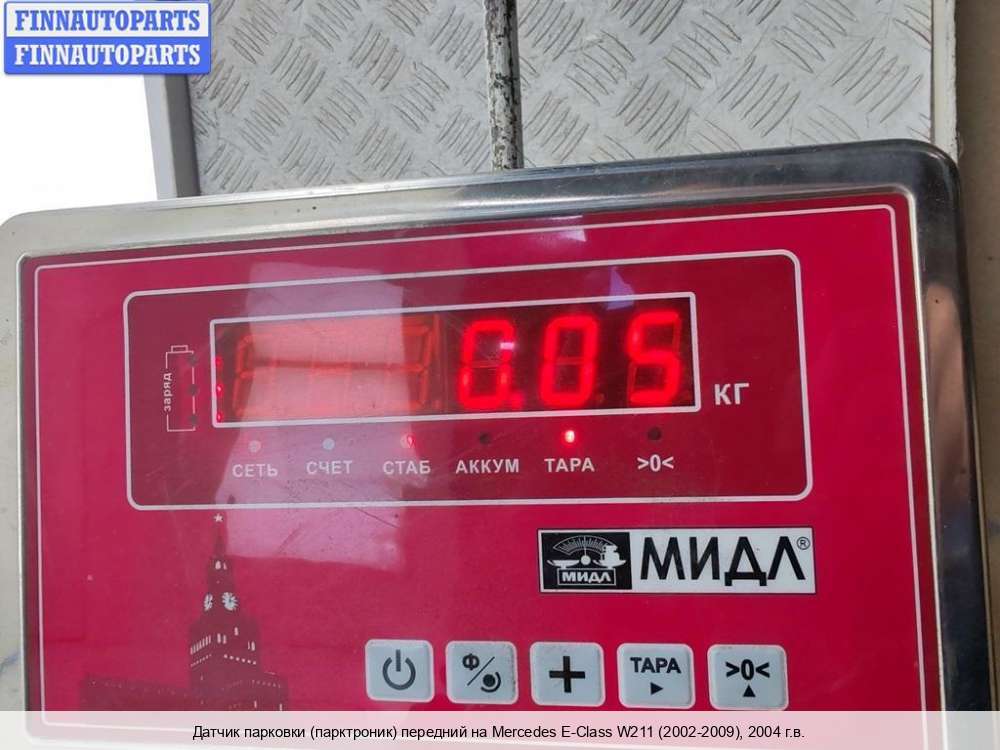 FINNAUTOPARTS
FINNAUTOPARTS
заряд
0.05
КГ
СЕТЬ СЧЕТ СТАБ АККУМ ТАРА >0<
МИДЛ МИДЛ®
Ф ТАРА >0<
Датчик парковки (парктроник) передний на Mercedes E-Class W211 (2002-2009), 2004 г.в.